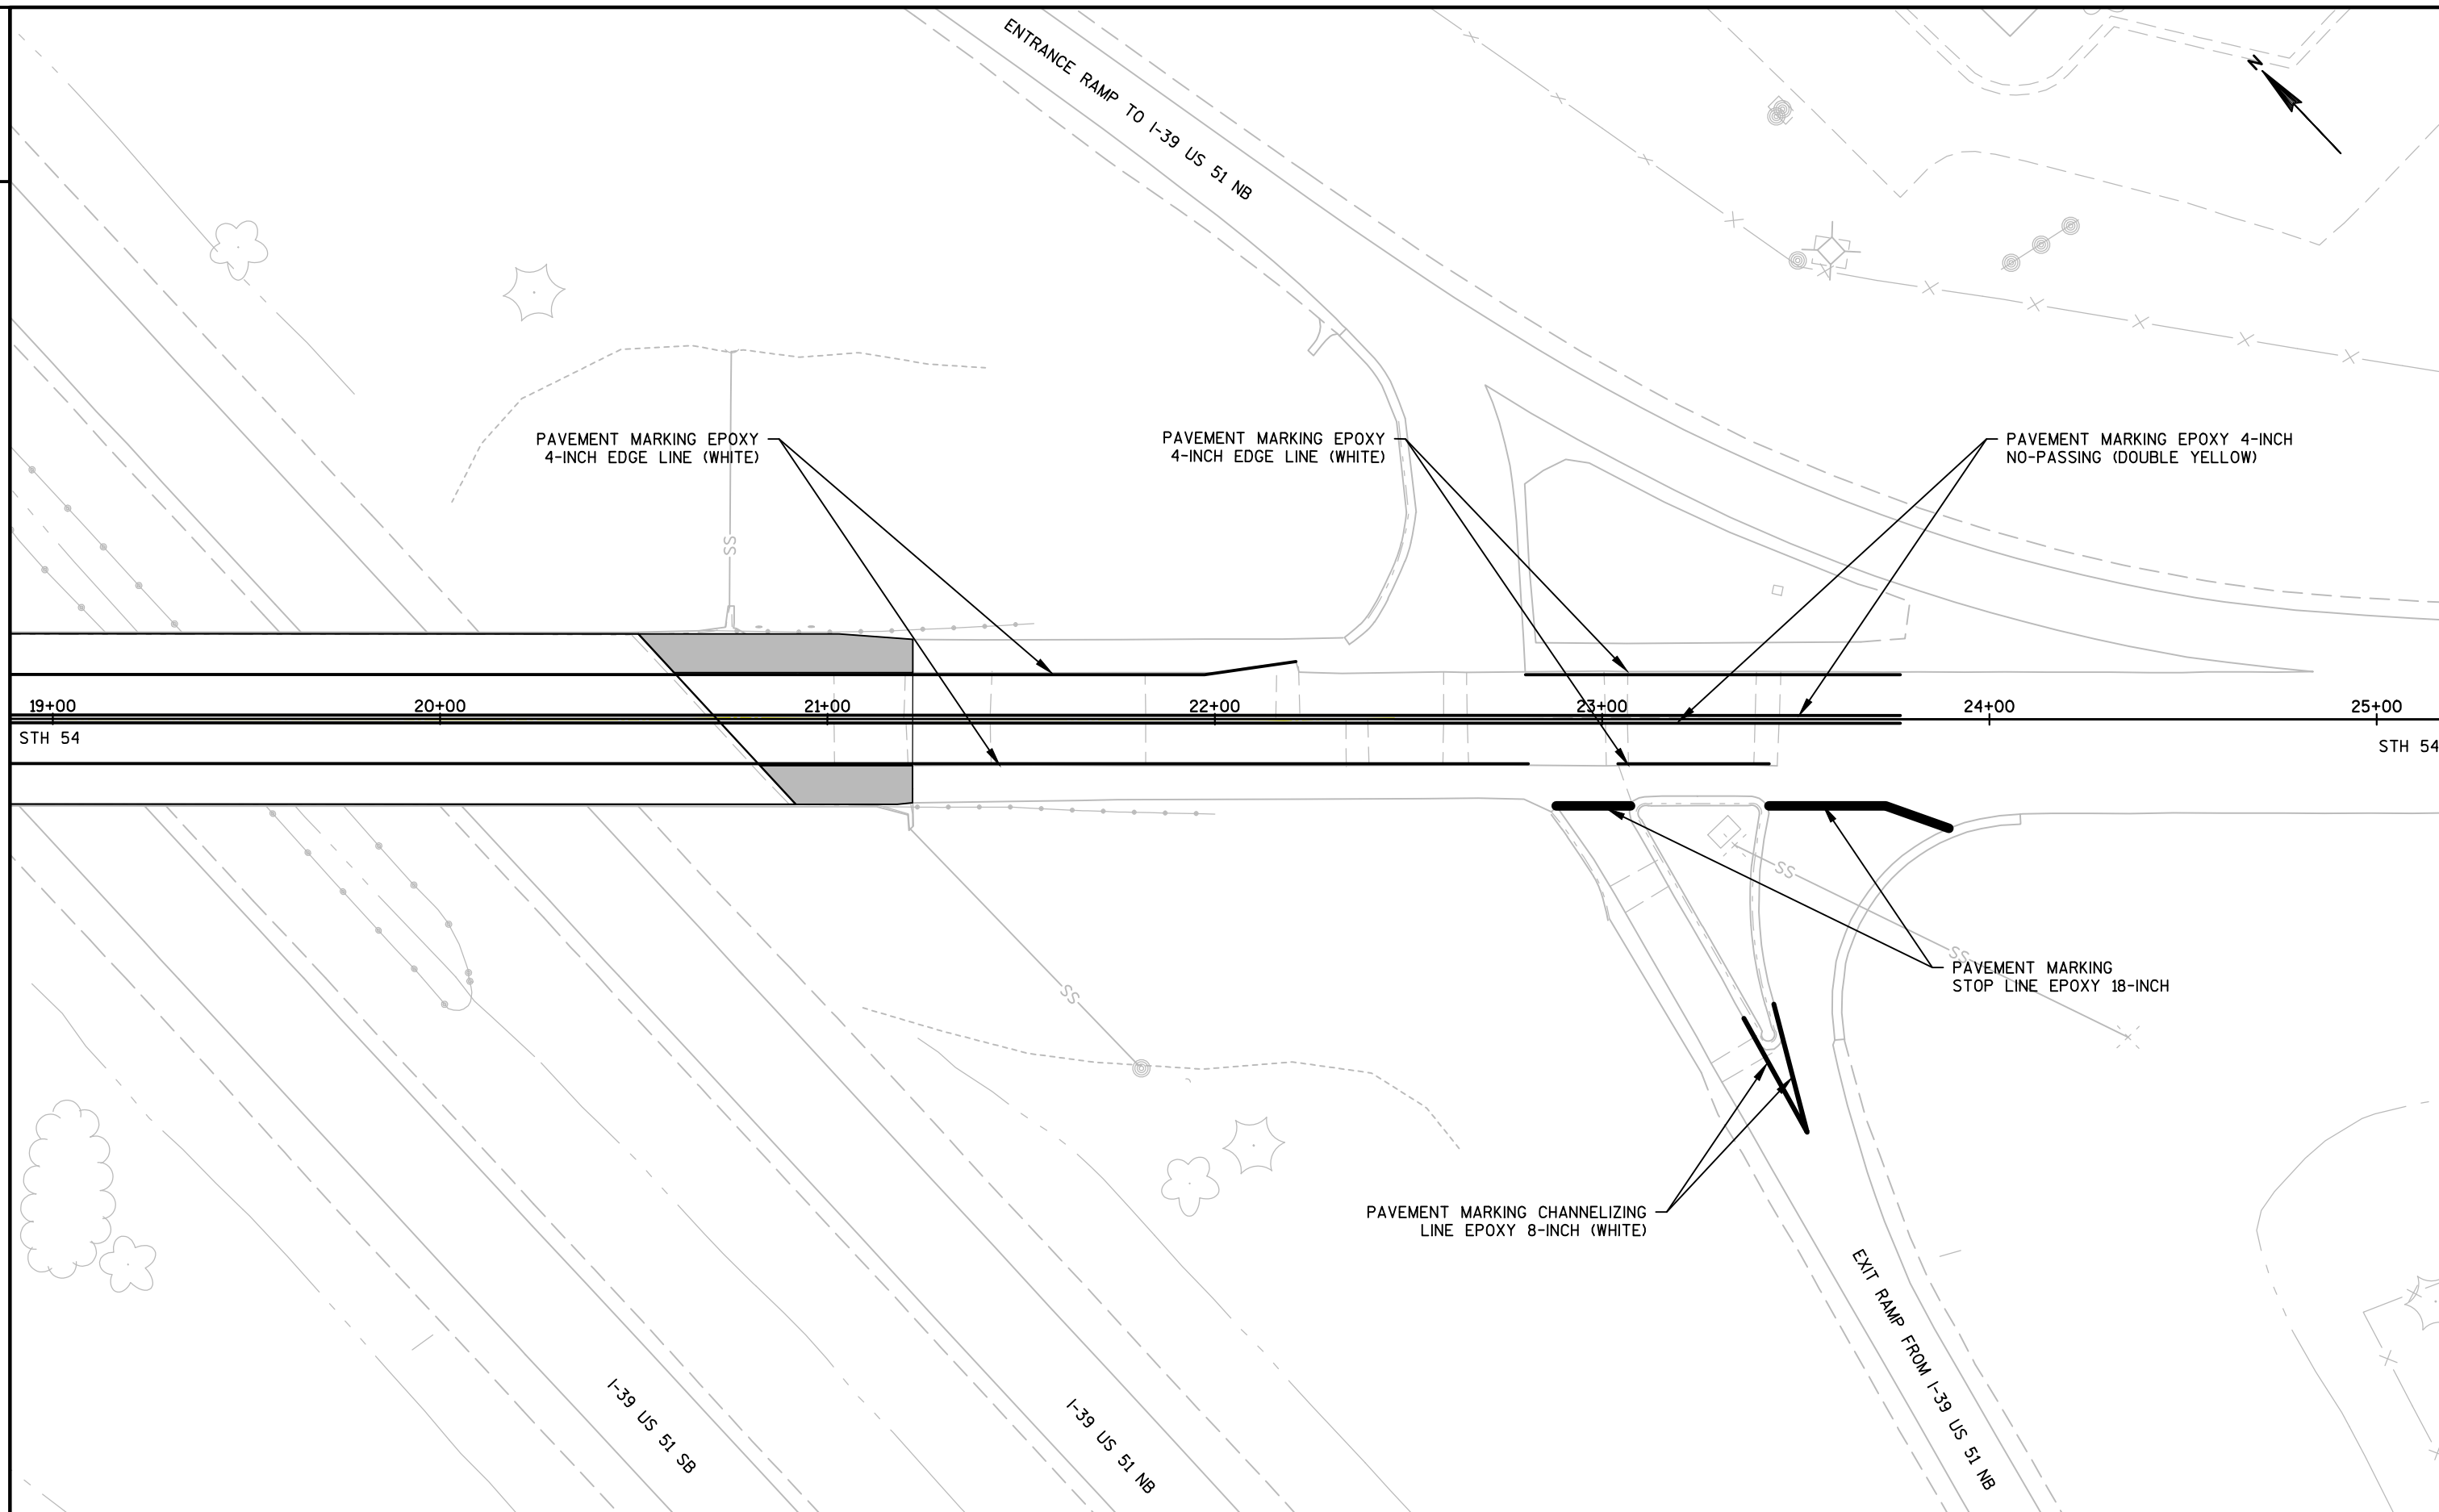 ENTRANCE RAMP TO I-39 US 51 NB
N
PAVEMENT MARKING EPOXY
4-INCH EDGE LINE (WHITE)
PAVEMENT MARKING EPOXY
4-INCH EDGE LINE (WHITE)
PAVEMENT MARKING EPOXY 4-INCH
NO-PASSING (DOUBLE YELLOW)
SS
19+00
20+00
21+00
22+00
23+00
24+00
25+00
STH 54
STH 54
SS
SS
SS
PAVEMENT MARKING
STOP LINE EPOXY 18-INCH
PAVEMENT MARKING CHANNELIZING
LINE EPOXY 8-INCH (WHITE)
EXIT RAMP FROM I-39 US 51 NB
I-39 US 51 SB
I-39 US 51 NB